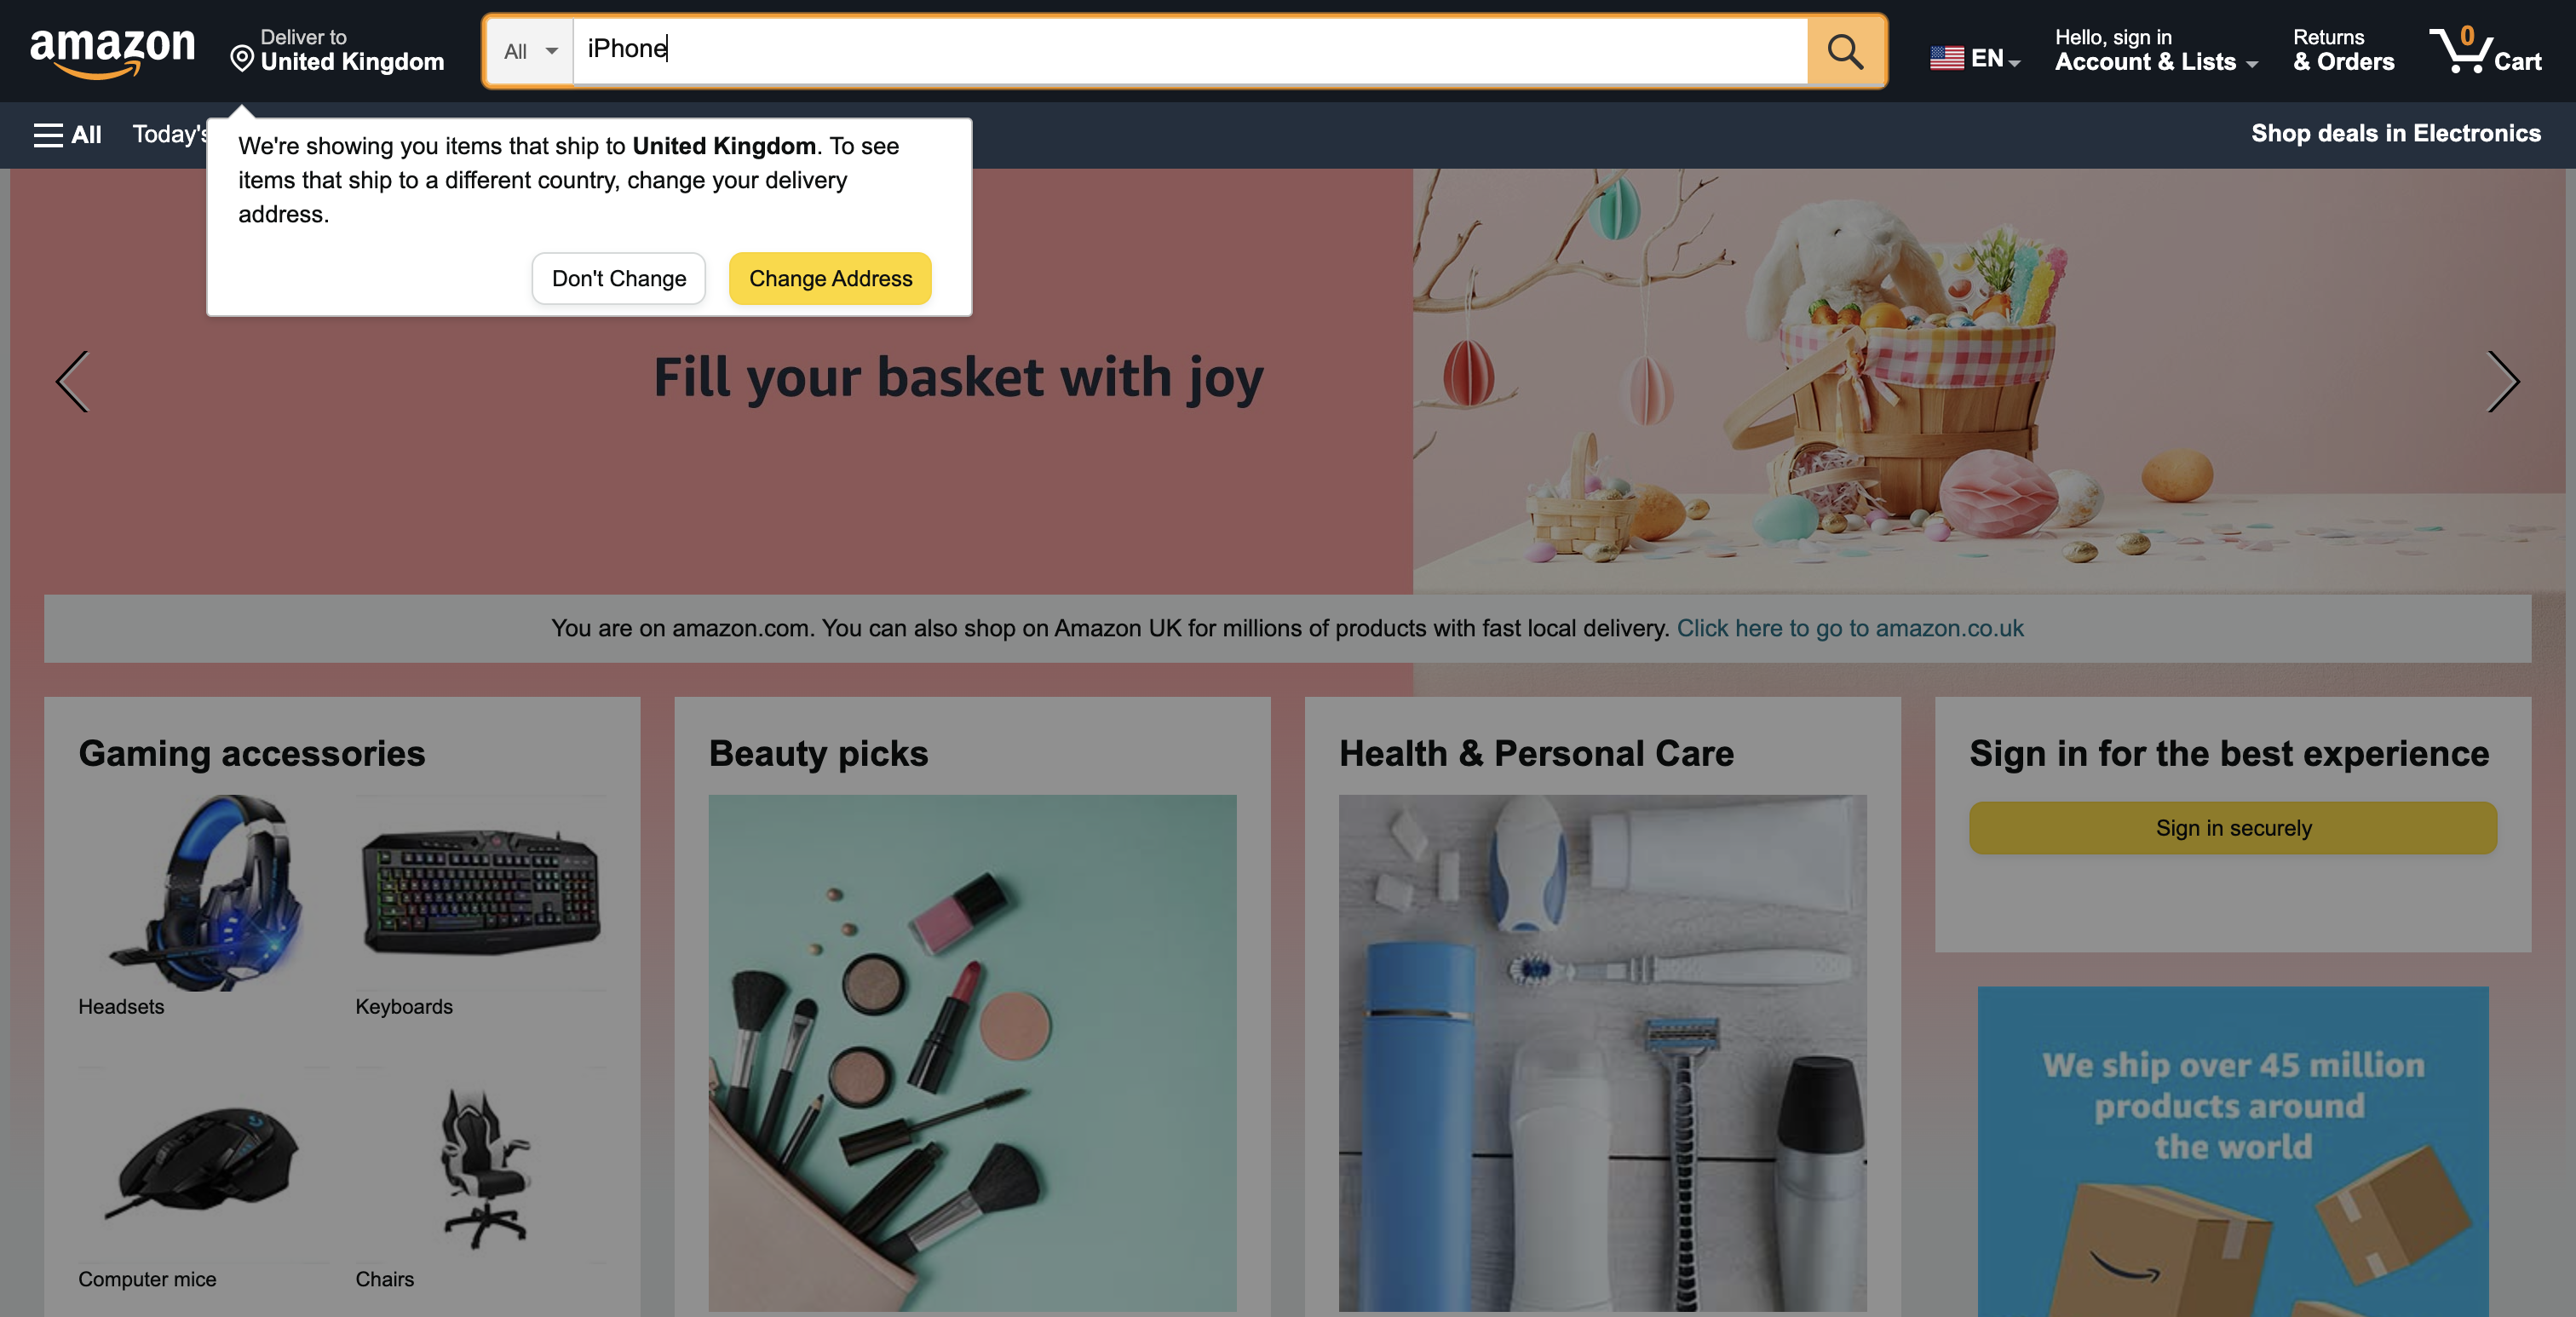 amazon
Deliver to
United Kingdom
All
iPhone
EN
Hello, sign in
Account & Lists
Returns
& Orders
0
Cart
All
Today's
Shop deals in Electronics
We're showing you items that ship to United Kingdom. To see
items that ship to a different country, change your delivery
address.
Don't Change
Change Address
Fill your basket with joy
You are on amazon.com. You can also shop on Amazon UK for millions of products with fast local delivery. Click here to go to amazon.co.uk
Gaming accessories
Headsets
Keyboards
Computer mice
Chairs
Beauty picks
Health & Personal Care
Sign in for the best experience
Sign in securely
We ship over 45 million
products around
the world